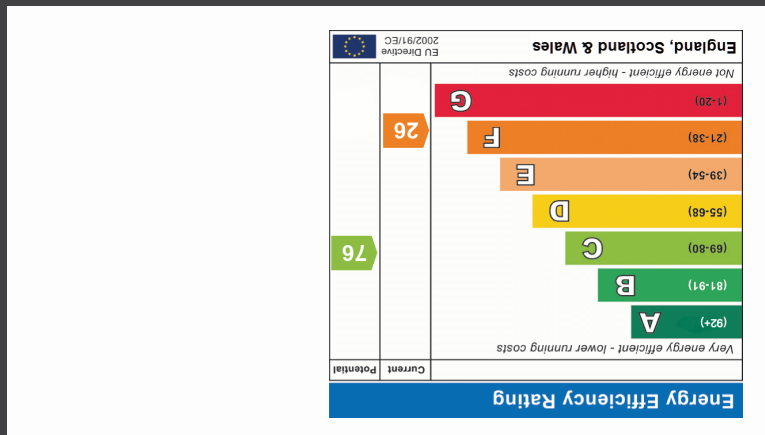 Energy Efficiency Rating
Current Potential
Very energy efficient - lower running costs
(92+) A
(81-91) B
(69-80) C
76
(55-68) D
(39-54) E
(21-38) F
26
(1-20) G
Not energy efficient - higher running costs
England, Scotland & Wales
EU Directive
2002/91/EC